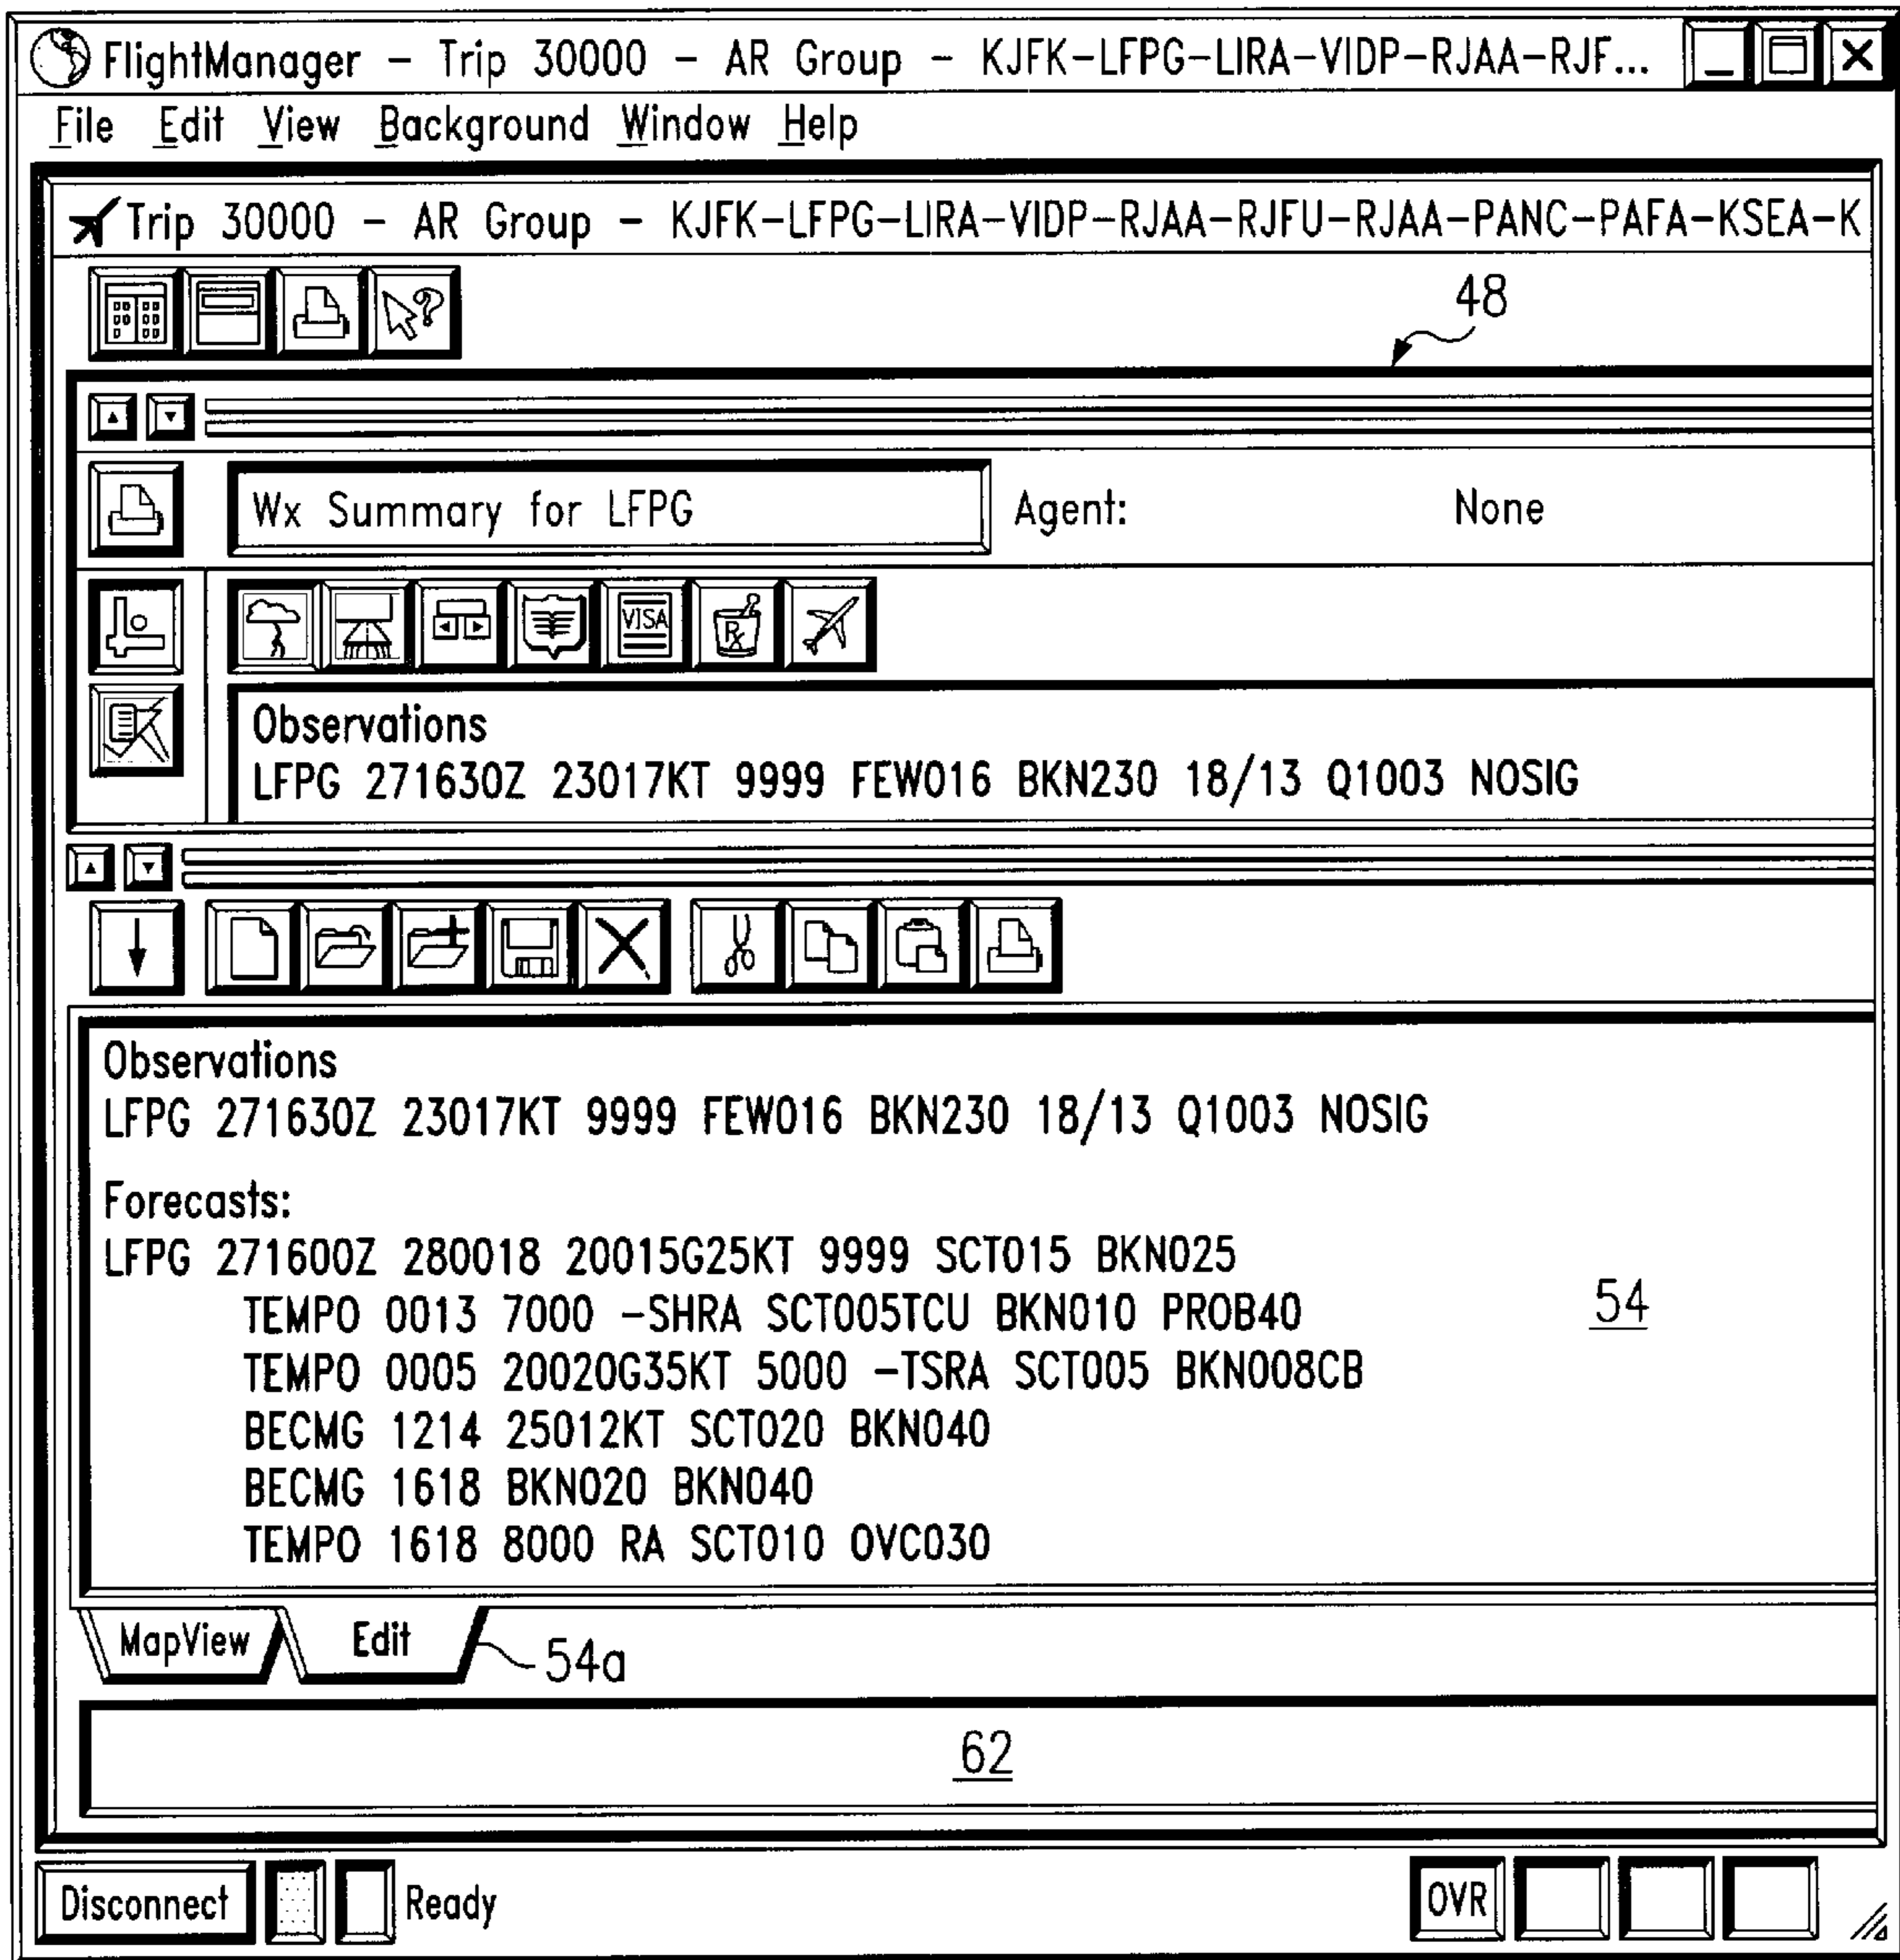 FlightManager – Trip 30000 – AR Group – KJFK–LFPG–LIRA–VIDP–RJAA–RJF...
File Edit View Background Window Help
Trip 30000 – AR Group – KJFK–LFPG–LIRA–VIDP–RJAA–RJFU–RJAA–PANC–PAFA–KSEA–K
48
Wx Summary for LFPG Agent: None
VISA Rx
Observations
LFPG 271630Z 23017KT 9999 FEW016 BKN230 18/13 Q1003 NOSIG
Observations
LFPG 271630Z 23017KT 9999 FEW016 BKN230 18/13 Q1003 NOSIG
Forecasts:
LFPG 271600Z 280018 20015G25KT 9999 SCT015 BKN025
TEMPO 0013 7000 –SHRA SCT005TCU BKN010 PROB40
54
TEMPO 0005 20020G35KT 5000 –TSRA SCT005 BKN008CB
BECMG 1214 25012KT SCT020 BKN040
BECMG 1618 BKN020 BKN040
TEMPO 1618 8000 RA SCT010 OVC030
MapView Edit 54a
62
Disconnect Ready OVR